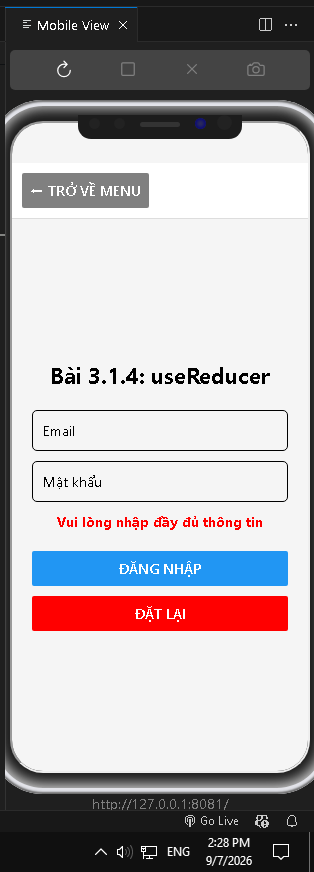 Mobile View
← TRỞ VỀ MENU
Bài 3.1.4: useReducer
Email
Mật khẩu
Vui lòng nhập đầy đủ thông tin
ĐĂNG NHẬP
ĐẶT LẠI
http://127.0.0.1:8081/
Go Live
ENG
2:28 PM
9/7/2026